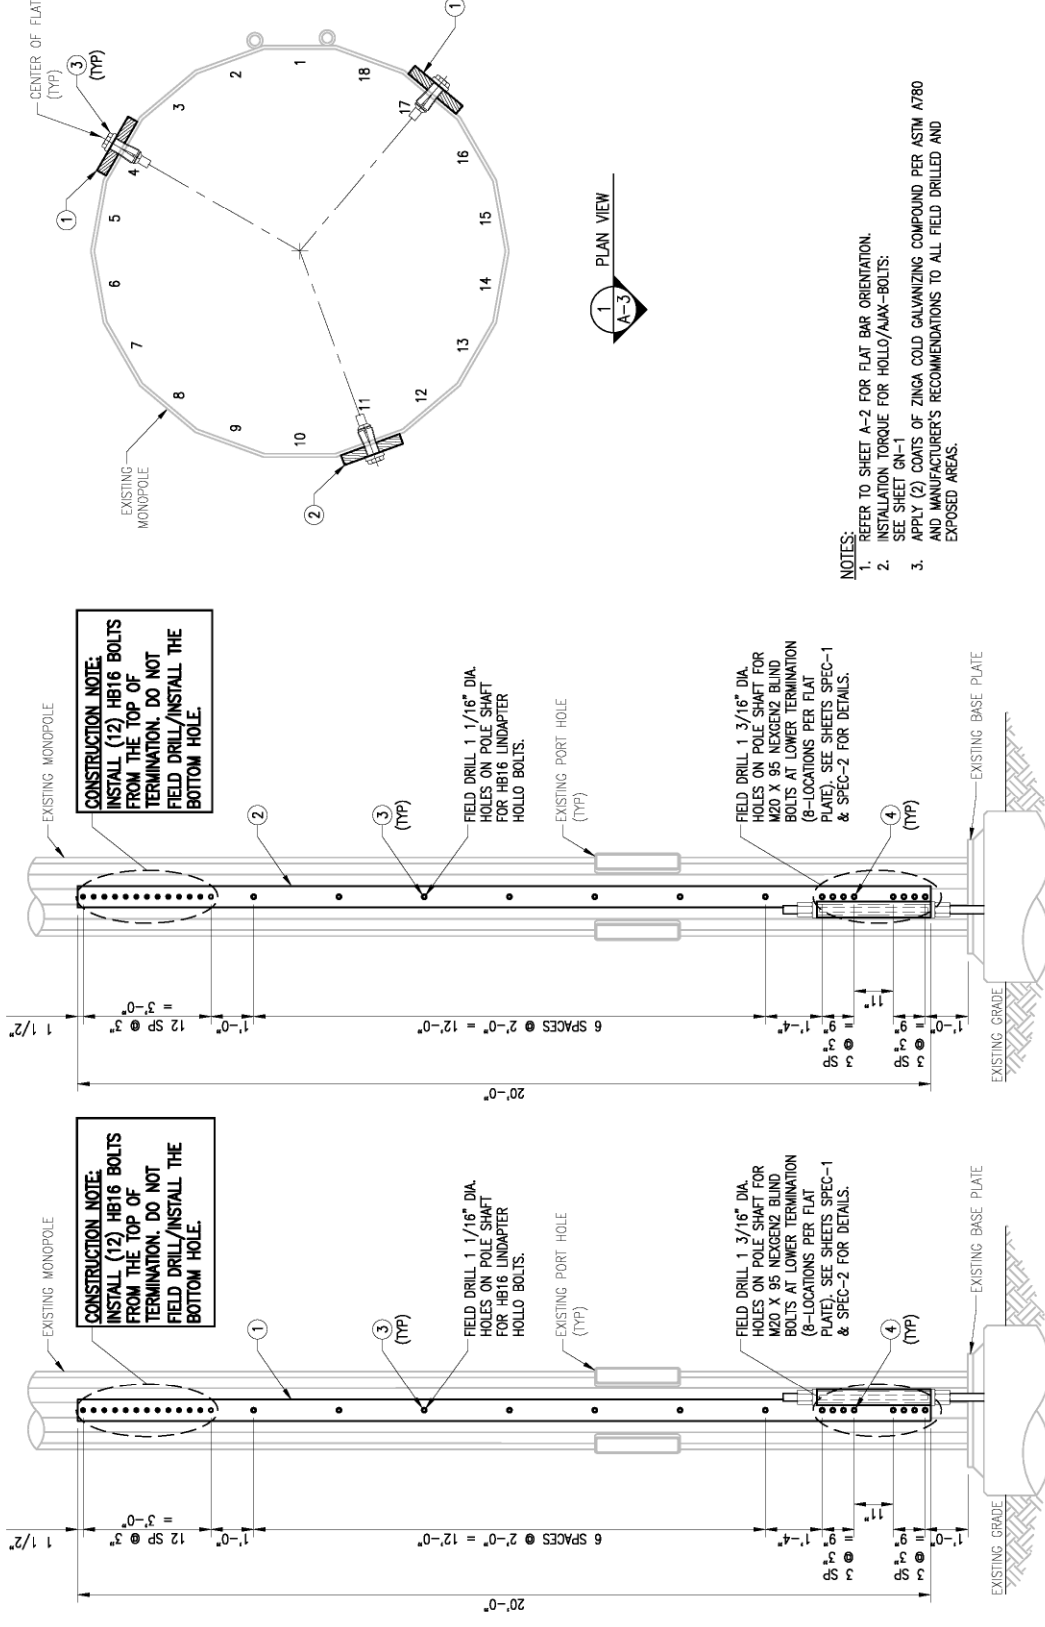 EXISTING MONOPOLE
CONSTRUCTION NOTE:
INSTALL (12) HB16 BOLTS
FROM THE TOP OF
TERMINATION. DO NOT
FIELD DRILL/INSTALL THE
BOTTOM HOLE.
1 1/2"
12 SP @ 3"
= 3'-0"
1'-0"
6 SPACES @ 2'-0" = 12'-0"
20'-0"
1'-4"
3 SP
@ 3"
= 9"
11"
3 SP
@ 3"
= 9"
1'-0"
1
3
(TYP)
FIELD DRILL 1 1/16" DIA.
HOLES ON POLE SHAFT
FOR HB16 LINDAPTER
HOLLO BOLTS.
EXISTING PORT HOLE
(TYP)
FIELD DRILL 1 3/16" DIA.
HOLES ON POLE SHAFT FOR
M20 X 95 NEXGEN2 BLIND
BOLTS AT LOWER TERMINATION
(8-LOCATIONS PER FLAT
PLATE). SEE SHEETS SPEC-1
& SPEC-2 FOR DETAILS.
4
(TYP)
EXISTING BASE PLATE
EXISTING GRADE
EXISTING MONOPOLE
CONSTRUCTION NOTE:
INSTALL (12) HB16 BOLTS
FROM THE TOP OF
TERMINATION. DO NOT
FIELD DRILL/INSTALL THE
BOTTOM HOLE.
1 1/2"
12 SP @ 3"
= 3'-0"
1'-0"
6 SPACES @ 2'-0" = 12'-0"
20'-0"
1'-4"
3 SP
@ 3"
= 9"
11"
3 SP
@ 3"
= 9"
1'-0"
2
3
(TYP)
FIELD DRILL 1 1/16" DIA.
HOLES ON POLE SHAFT
FOR HB16 LINDAPTER
HOLLO BOLTS.
EXISTING PORT HOLE
(TYP)
FIELD DRILL 1 3/16" DIA.
HOLES ON POLE SHAFT FOR
M20 X 95 NEXGEN2 BLIND
BOLTS AT LOWER TERMINATION
(8-LOCATIONS PER FLAT
PLATE). SEE SHEETS SPEC-1
& SPEC-2 FOR DETAILS.
4
(TYP)
EXISTING BASE PLATE
EXISTING GRADE
CENTER OF FLAT
(TYP)
3
(TYP)
1
EXISTING
MONOPOLE
2
1
1
2
3
4
5
6
7
8
9
10
11
12
13
14
15
16
17
18
1
A-3
PLAN VIEW
NOTES:
1. REFER TO SHEET A-2 FOR FLAT BAR ORIENTATION.
2. INSTALLATION TORQUE FOR HOLLO/AJAX-BOLTS:
SEE SHEET GN-1
3. APPLY (2) COATS OF ZINGA COLD GALVANIZING COMPOUND PER ASTM A780
AND MANUFACTURER'S RECOMMENDATIONS TO ALL FIELD DRILLED AND
EXPOSED AREAS.